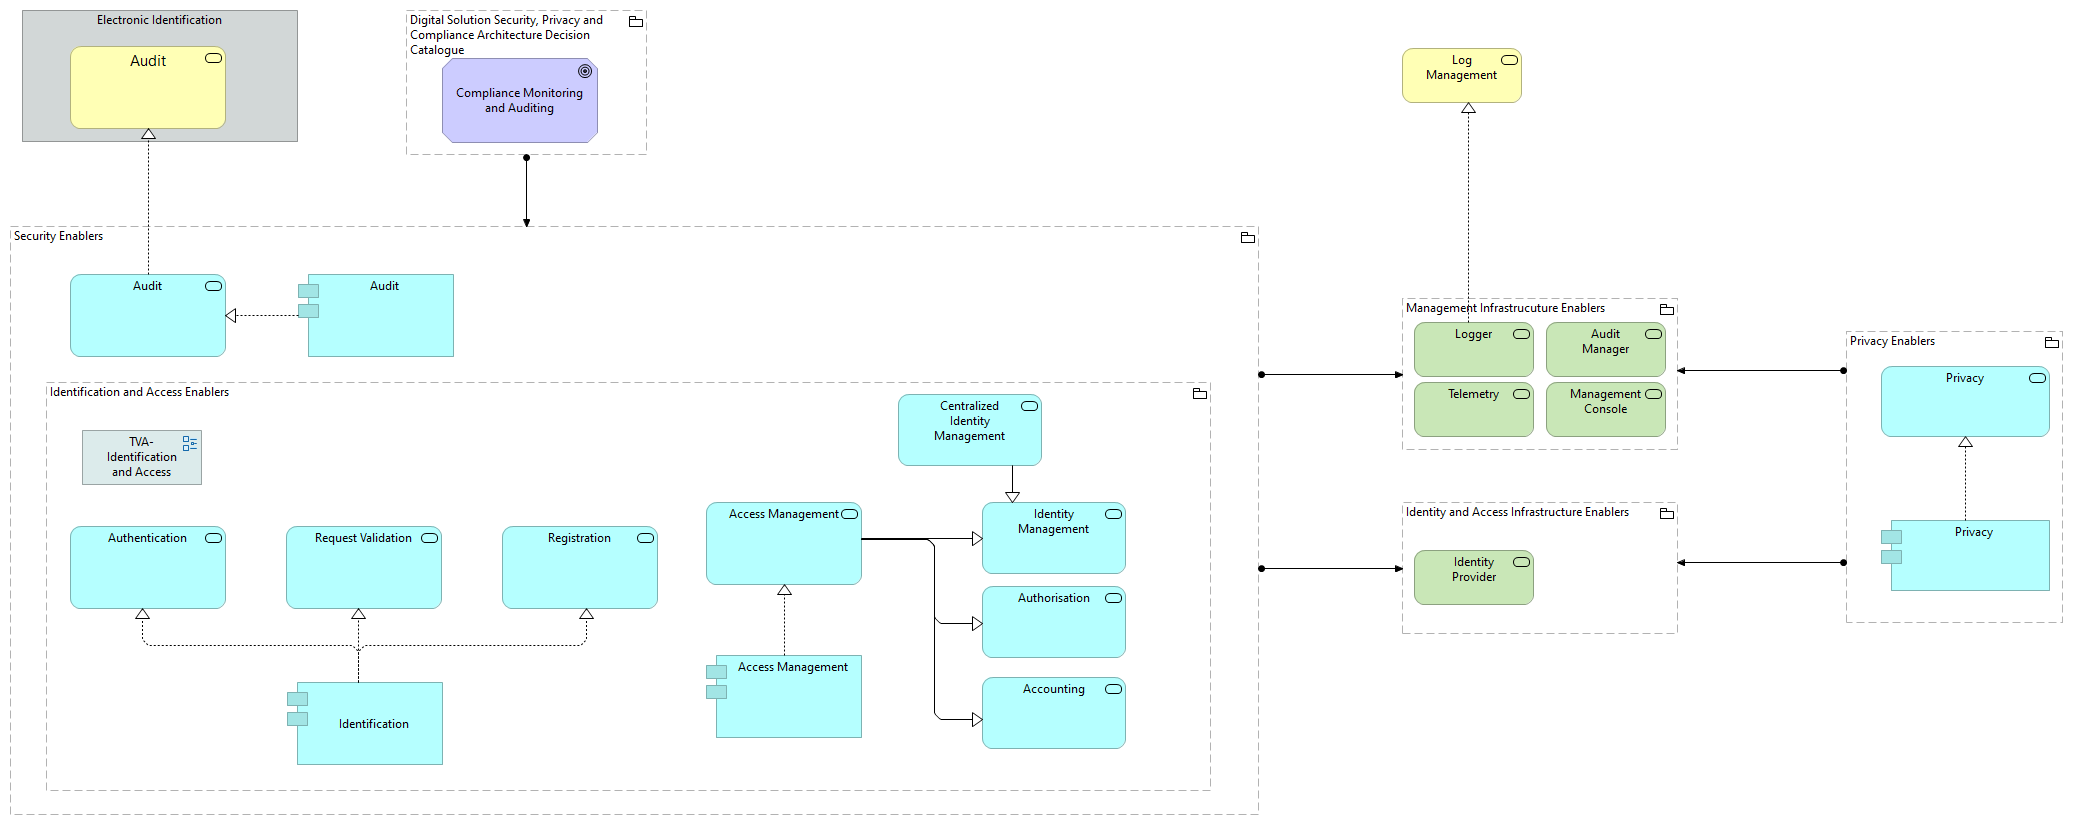 Electronic Identification
Audit
Digital Solution Security, Privacy and
Compliance Architecture Decision
Catalogue
Compliance Monitoring
and Auditing
Log
Management
Security Enablers
Audit
Audit
Identification and Access Enablers
TVA-
Identification
and Access
Centralized
Identity
Management
Authentication
Request Validation
Registration
Access Management
Identity
Management
Authorisation
Accounting
Access Management
Identification
Management Infrastrucuture Enablers
Logger
Audit
Manager
Telemetry
Management
Console
Identity and Access Infrastructure Enablers
Identity
Provider
Privacy Enablers
Privacy
Privacy